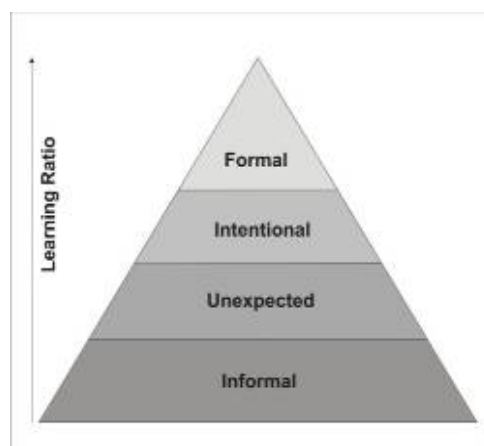 Learning Ratio
Formal
Intentional
Unexpected
Informal